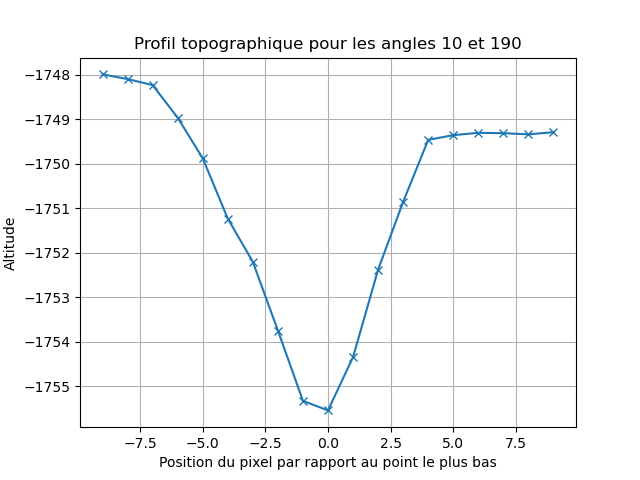 Profil topographique pour les angles 10 et 190
−1748
−1749
−1750
−1751
−1752
−1753
−1754
−1755
Altitude
−7.5 −5.0 −2.5 0.0 2.5 5.0 7.5
Position du pixel par rapport au point le plus bas